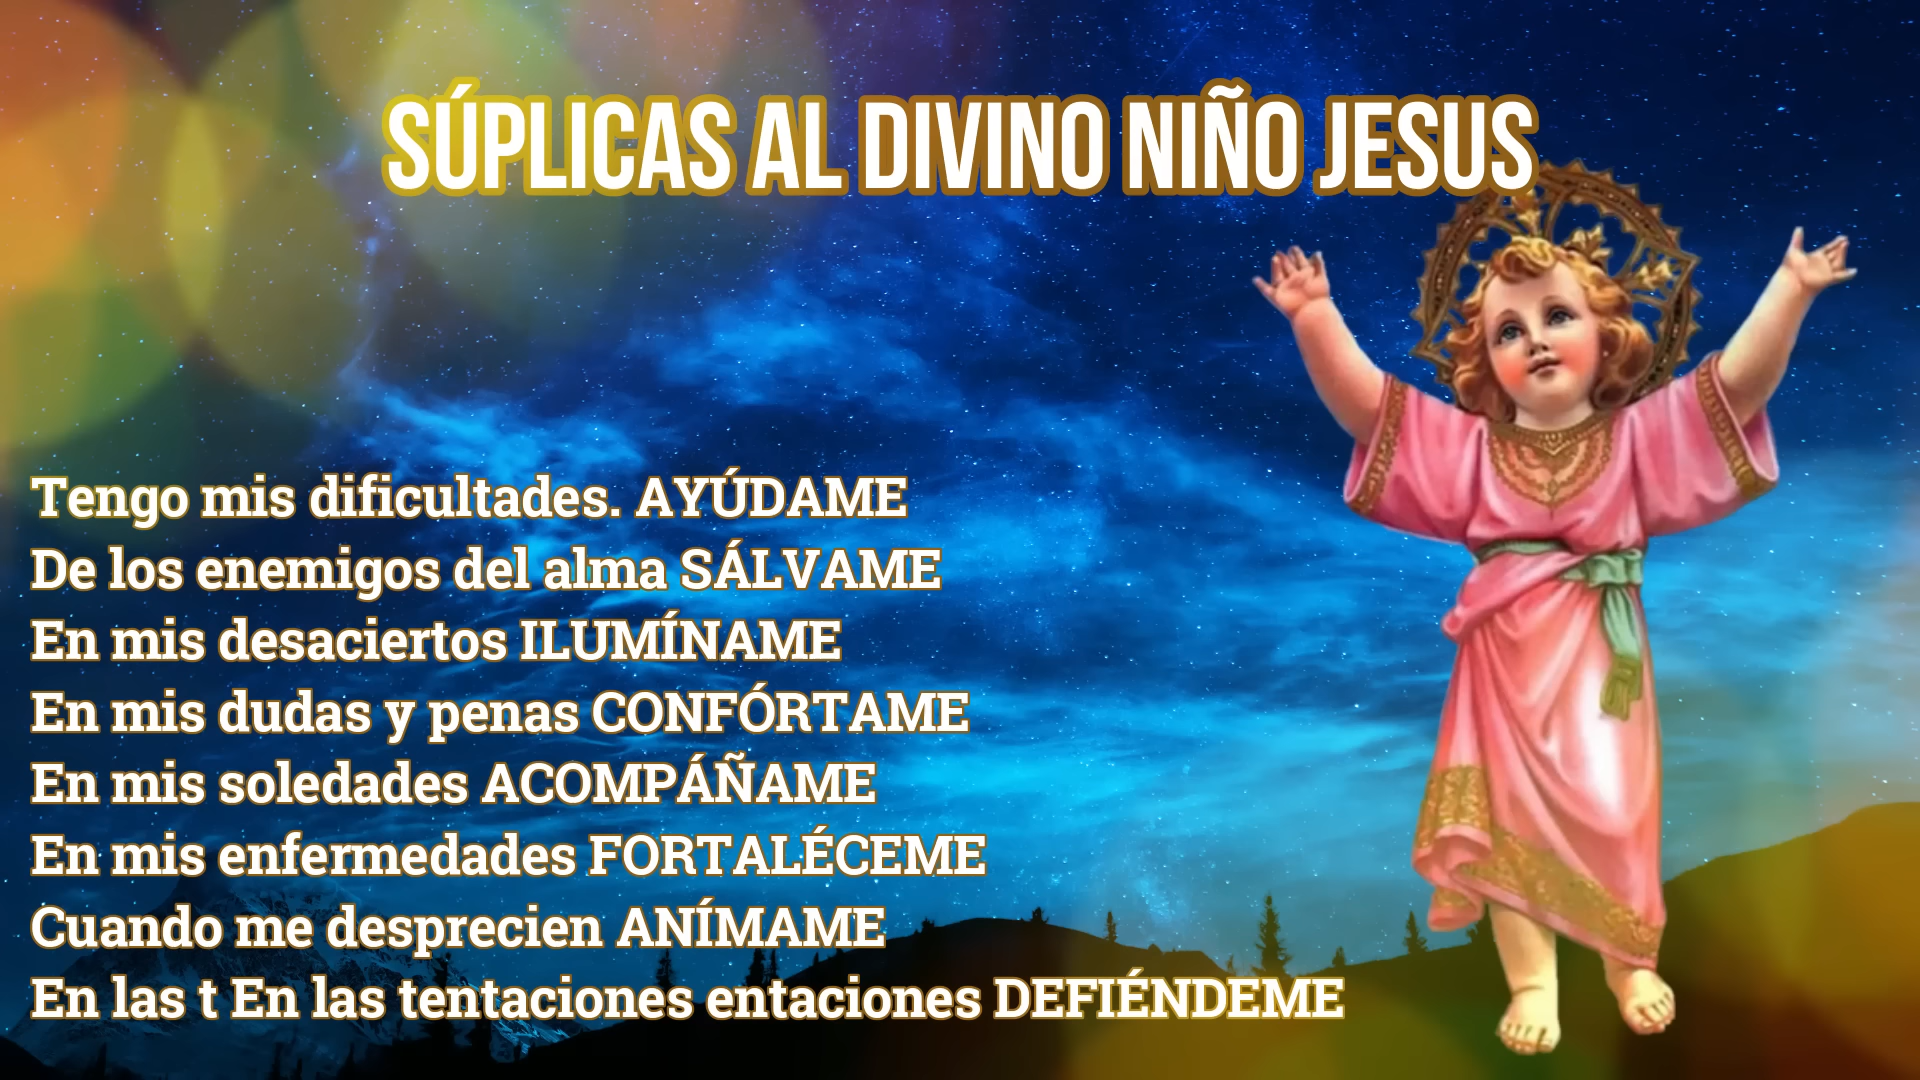 SÚPLICAS AL DIVINO NIÑO JESUS
Tengo mis dificultades. AYÚDAME
De los enemigos del alma SÁLVAME
En mis desaciertos ILUMÍNAME
En mis dudas y penas CONFÓRTAME
En mis soledades ACOMPÁÑAME
En mis enfermedades FORTALÉCEME
Cuando me desprecien ANÍMAME
En las t En las tentaciones entaciones DEFIÉNDEME